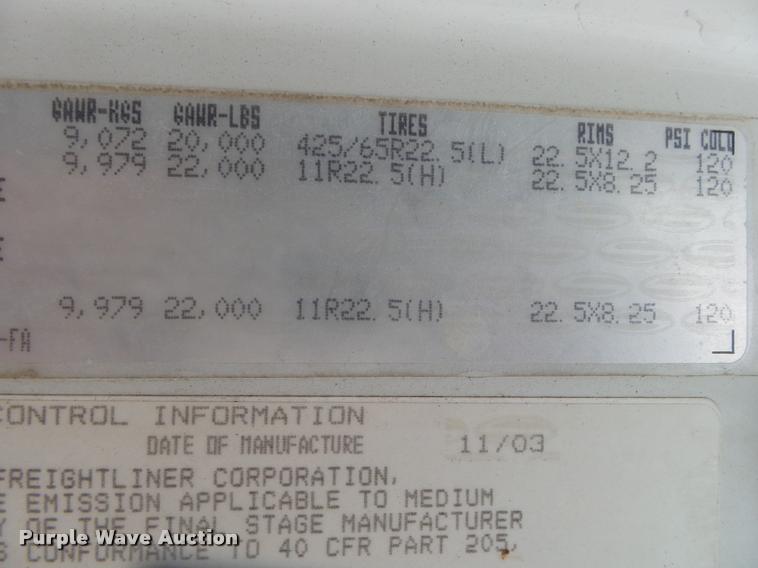 GAWR-KGS GAWR-LBS TIRES RIMS PSI COLD
9,072 20,000 425/65R22.5(L) 22.5X12.2 120
9,979 22,000 11R22.5(H) 22.5X8.25 120
E
E
9,979 22,000 11R22.5(H) 22.5X8.25 120
-FA
CONTROL INFORMATION
DATE OF MANUFACTURE 11/03
FREIGHTLINER CORPORATION,
E EMISSION APPLICABLE TO MEDIUM
Y OF THE FINAL STAGE MANUFACTURER
S CONFORMANCE TO 40 CFR PART 205,
Purple Wave Auction